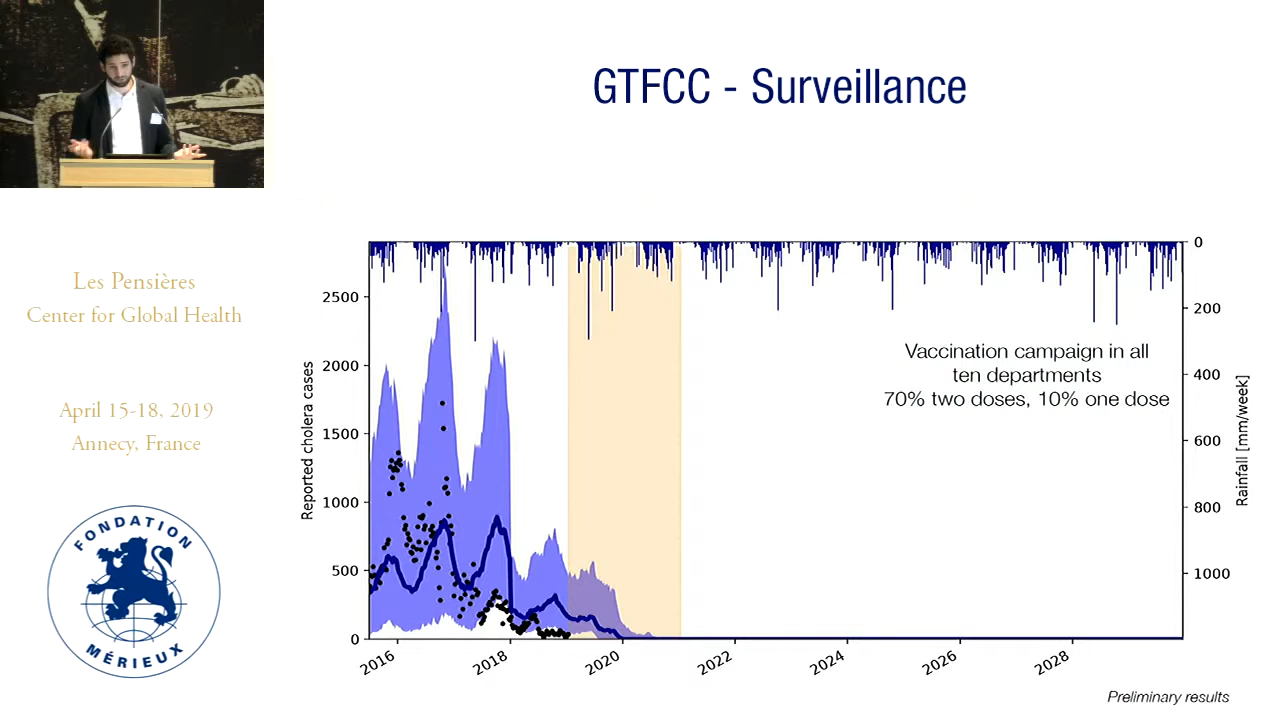 GTFCC - Surveillance
Les Pensières
Center for Global Health
April 15-18, 2019
Annecy, France
FONDATION
MÉRIEUX
Reported cholera cases
2500
2000
1500
1000
500
0
2016
2018
2020
2022
2024
2026
2028
Vaccination campaign in all
ten departments
70% two doses, 10% one dose
0
200
400
600
800
1000
Rainfall [mm/week]
Preliminary results